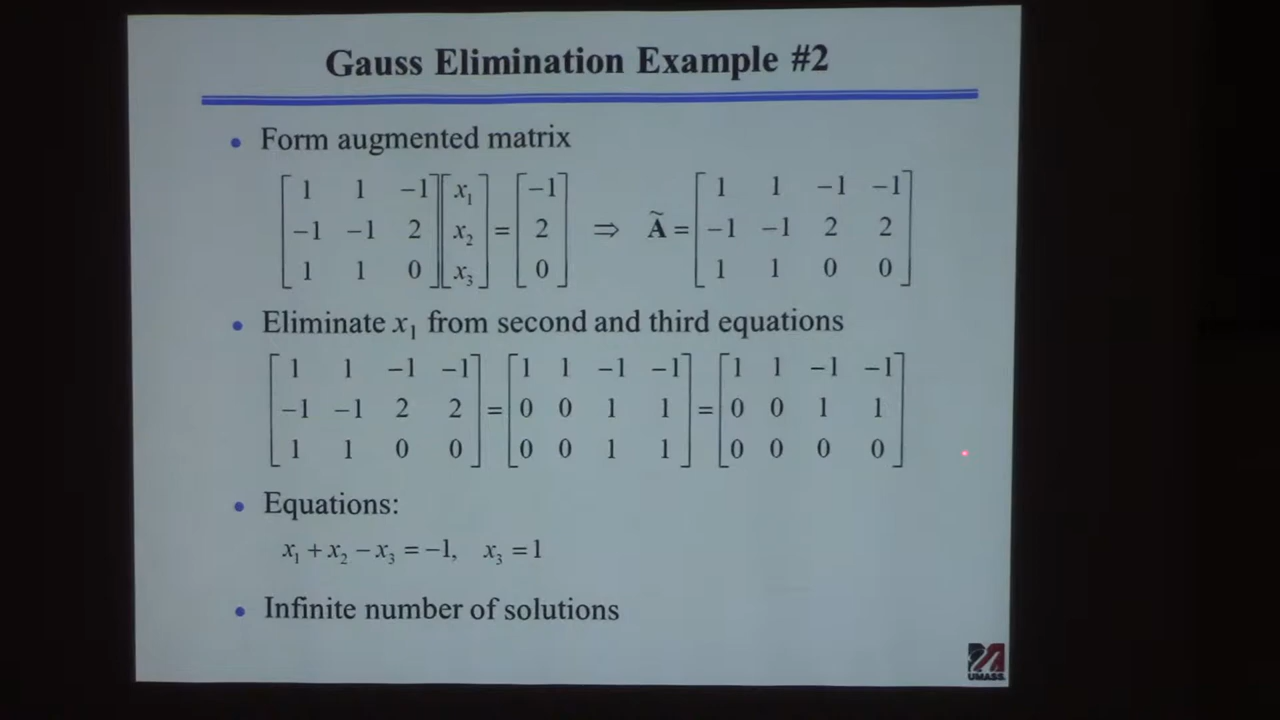 Gauss Elimination Example #2
• Form augmented matrix
[1 1 −1; −1 −1 2; 1 1 0] [x₁; x₂; x₃] = [−1; 2; 0] ⇒ Ã = [1 1 −1 −1; −1 −1 2 2; 1 1 0 0]
• Eliminate x₁ from second and third equations
[1 1 −1 −1; −1 −1 2 2; 1 1 0 0] = [1 1 −1 −1; 0 0 1 1; 0 0 1 1] = [1 1 −1 −1; 0 0 1 1; 0 0 0 0]
• Equations:
x₁ + x₂ − x₃ = −1, x₃ = 1
• Infinite number of solutions
UMASS